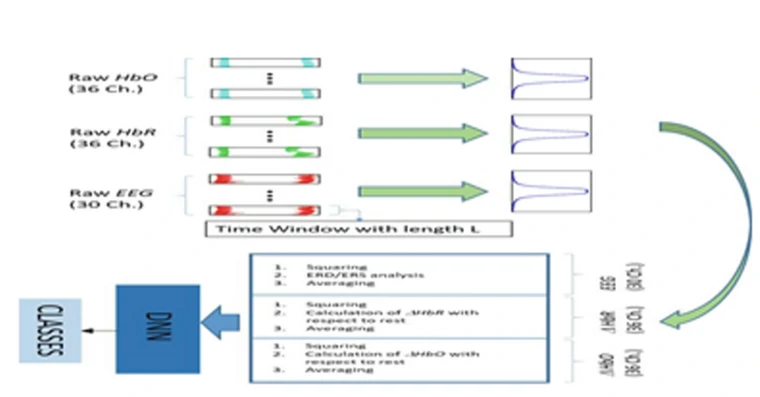 Raw HbO
(36 Ch.)
Raw HbR
(36 Ch.)
Raw EEG
(30 Ch.)
Time Window with length L
1. Squaring
2. ERD/ERS analysis
3. Averaging
EEG
(30 Ch.)
1. Squaring
2. Calculation of ΔHbR with
respect to rest
3. Averaging
Δ HbR
(36 Ch.)
1. Squaring
2. Calculation of ΔHbO with
respect to rest
3. Averaging
Δ HbO
(36 Ch.)
DNN
CLASSES